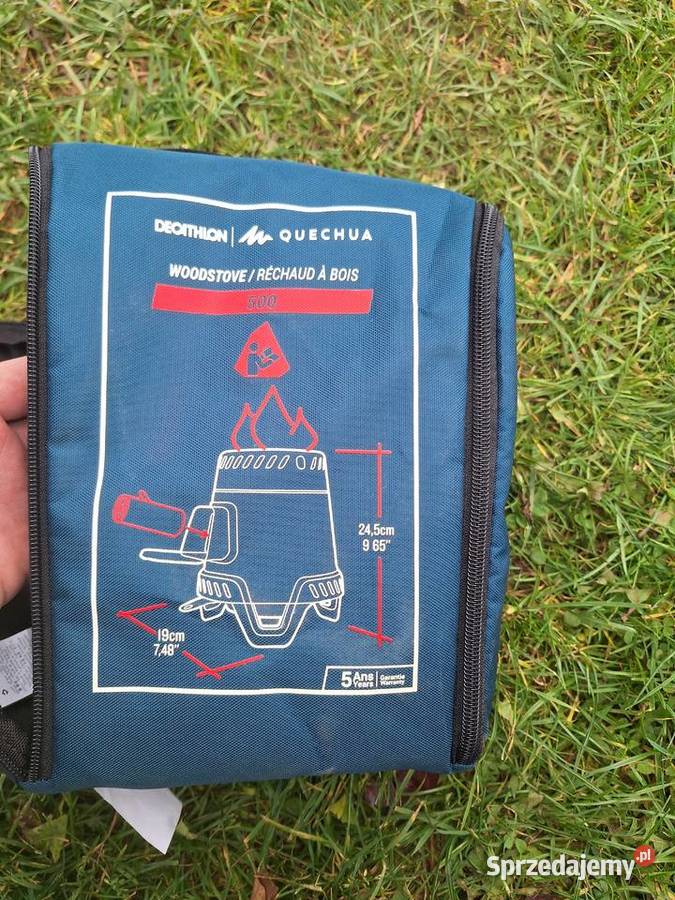 DECATHLON | QUECHUA
WOODSTOVE / RÉCHAUD À BOIS
500
24,5cm
9 65"
19cm
7,48"
5 Ans Years Garantie Warranty
Sprzedajemy.pl